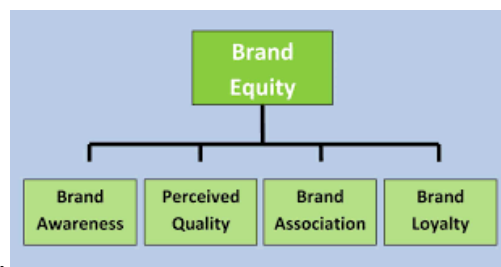 Brand
Equity
Brand
Awareness
Perceived
Quality
Brand
Association
Brand
Loyalty